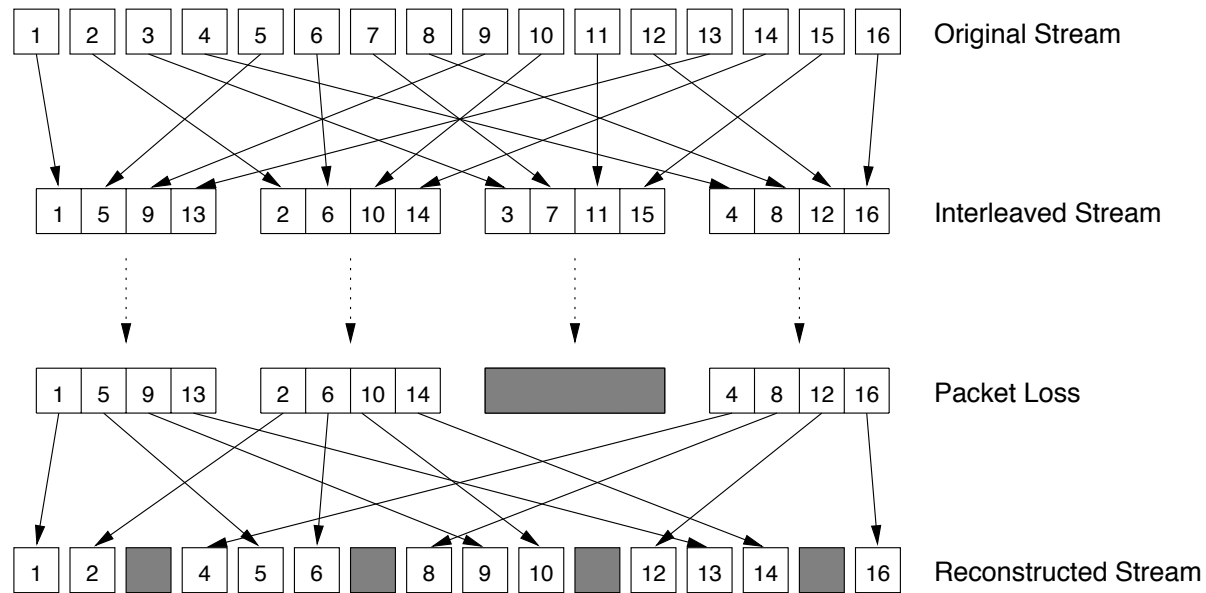 1 2 3 4 5 6 7 8 9 10 11 12 13 14 15 16 Original Stream
1 5 9 13 2 6 10 14 3 7 11 15 4 8 12 16 Interleaved Stream
1 5 9 13 2 6 10 14 4 8 12 16 Packet Loss
1 2 4 5 6 8 9 10 12 13 14 16 Reconstructed Stream